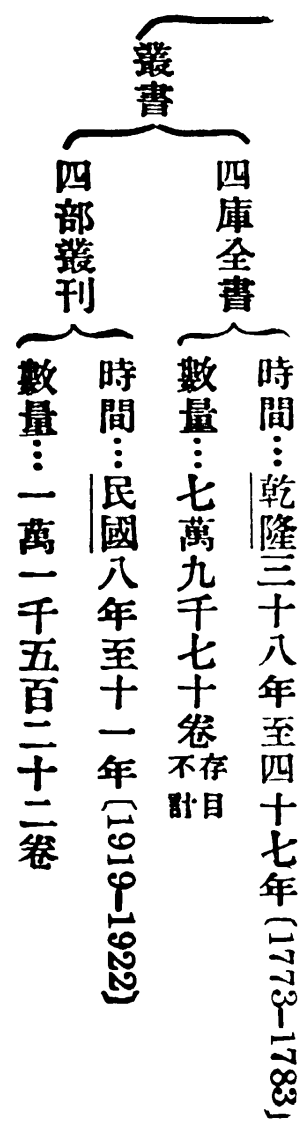 叢書
四庫全書
時間…乾隆三十八年至四十七年(1773–1783)
數量…七萬九千七十卷存目不計
四部叢刊
時間…民國八年至十一年(1919–1922)
數量…一萬一千五百二十二卷